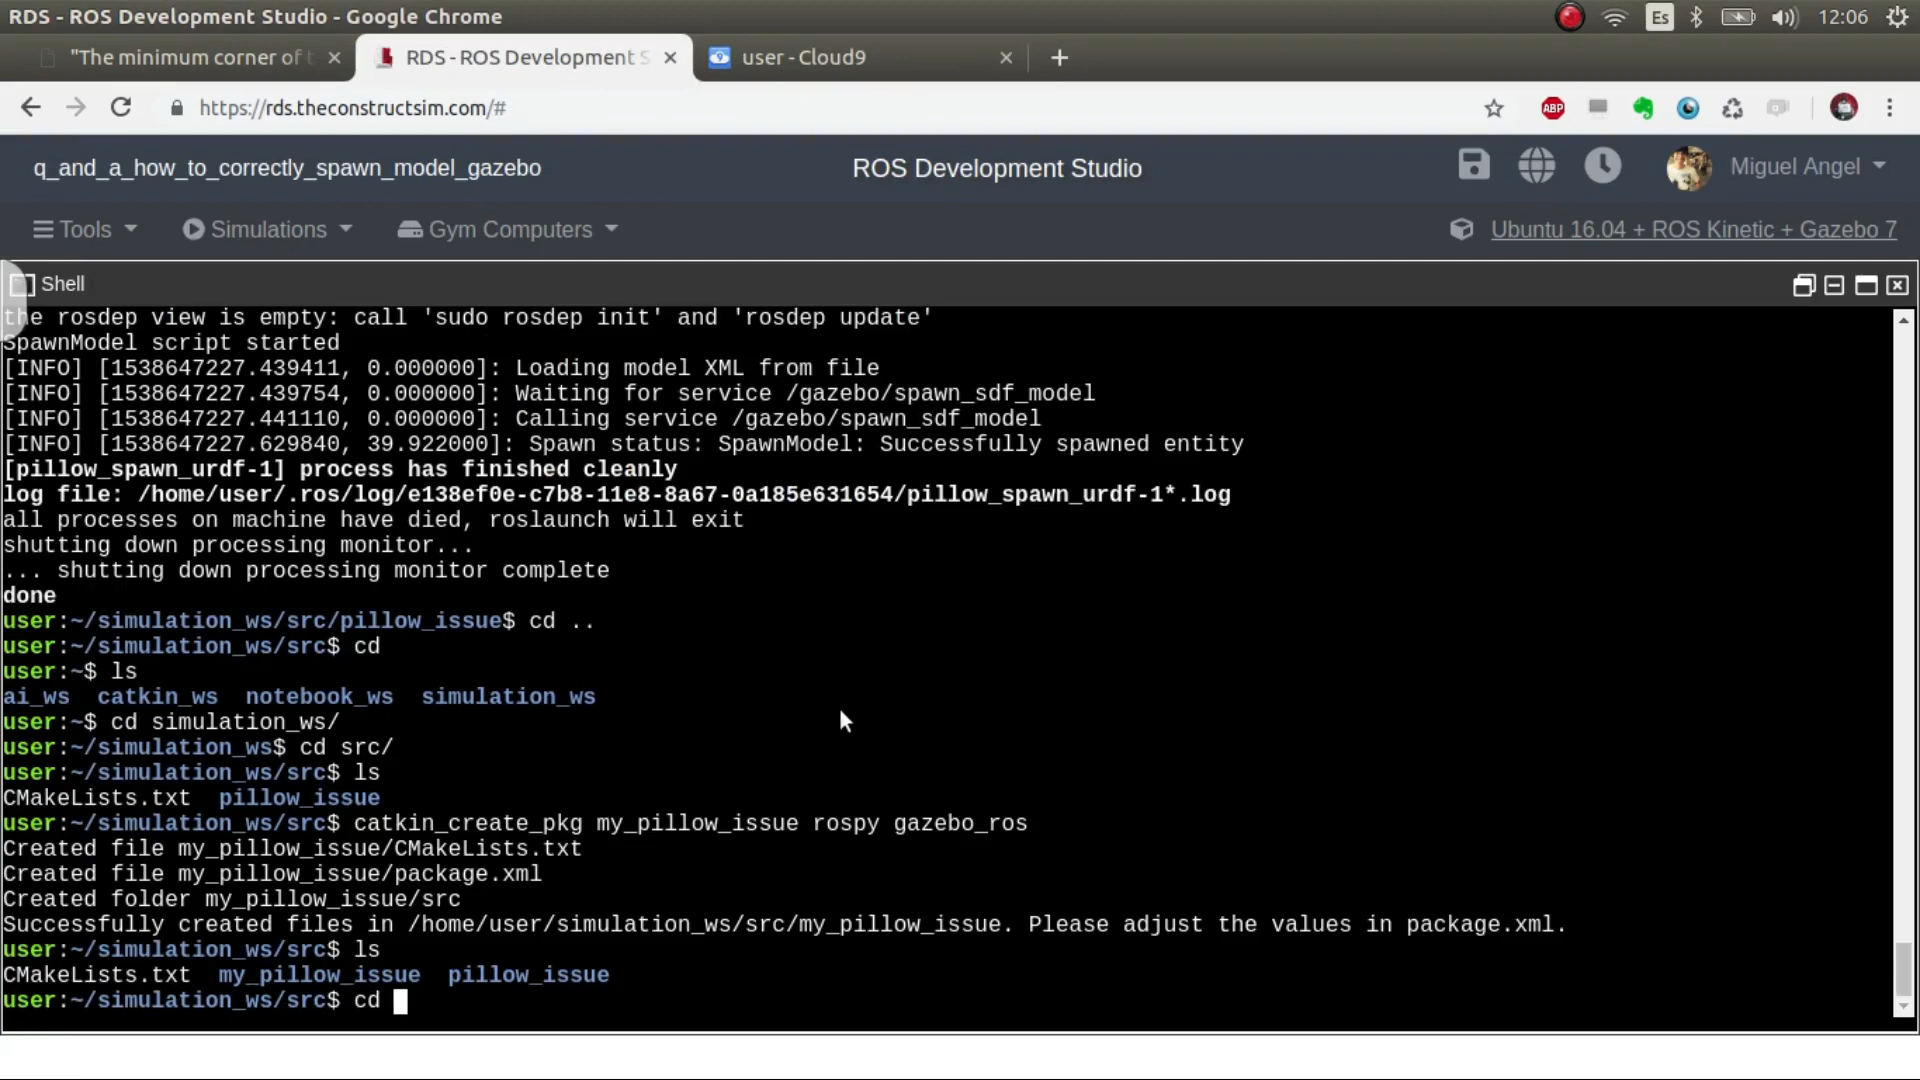 RDS - ROS Development Studio - Google Chrome
Es
12:06
"The minimum corner of t
RDS - ROS Development S
user - Cloud9
https://rds.theconstructsim.com/#
ABP
q_and_a_how_to_correctly_spawn_model_gazebo
ROS Development Studio
Miguel Angel
Tools
Simulations
Gym Computers
Ubuntu 16.04 + ROS Kinetic + Gazebo 7
Shell
the rosdep view is empty: call 'sudo rosdep init' and 'rosdep update'
SpawnModel script started
[INFO] [1538647227.439411, 0.000000]: Loading model XML from file
[INFO] [1538647227.439754, 0.000000]: Waiting for service /gazebo/spawn_sdf_model
[INFO] [1538647227.441110, 0.000000]: Calling service /gazebo/spawn_sdf_model
[INFO] [1538647227.629840, 39.922000]: Spawn status: SpawnModel: Successfully spawned entity
[pillow_spawn_urdf-1] process has finished cleanly
log file: /home/user/.ros/log/e138ef0e-c7b8-11e8-8a67-0a185e631654/pillow_spawn_urdf-1*.log
all processes on machine have died, roslaunch will exit
shutting down processing monitor...
... shutting down processing monitor complete
done
user:~/simulation_ws/src/pillow_issue$ cd ..
user:~/simulation_ws/src$ cd
user:~$ ls
ai_ws  catkin_ws  notebook_ws  simulation_ws
user:~$ cd simulation_ws/
user:~/simulation_ws$ cd src/
user:~/simulation_ws/src$ ls
CMakeLists.txt  pillow_issue
user:~/simulation_ws/src$ catkin_create_pkg my_pillow_issue rospy gazebo_ros
Created file my_pillow_issue/CMakeLists.txt
Created file my_pillow_issue/package.xml
Created folder my_pillow_issue/src
Successfully created files in /home/user/simulation_ws/src/my_pillow_issue. Please adjust the values in package.xml.
user:~/simulation_ws/src$ ls
CMakeLists.txt  my_pillow_issue  pillow_issue
user:~/simulation_ws/src$ cd